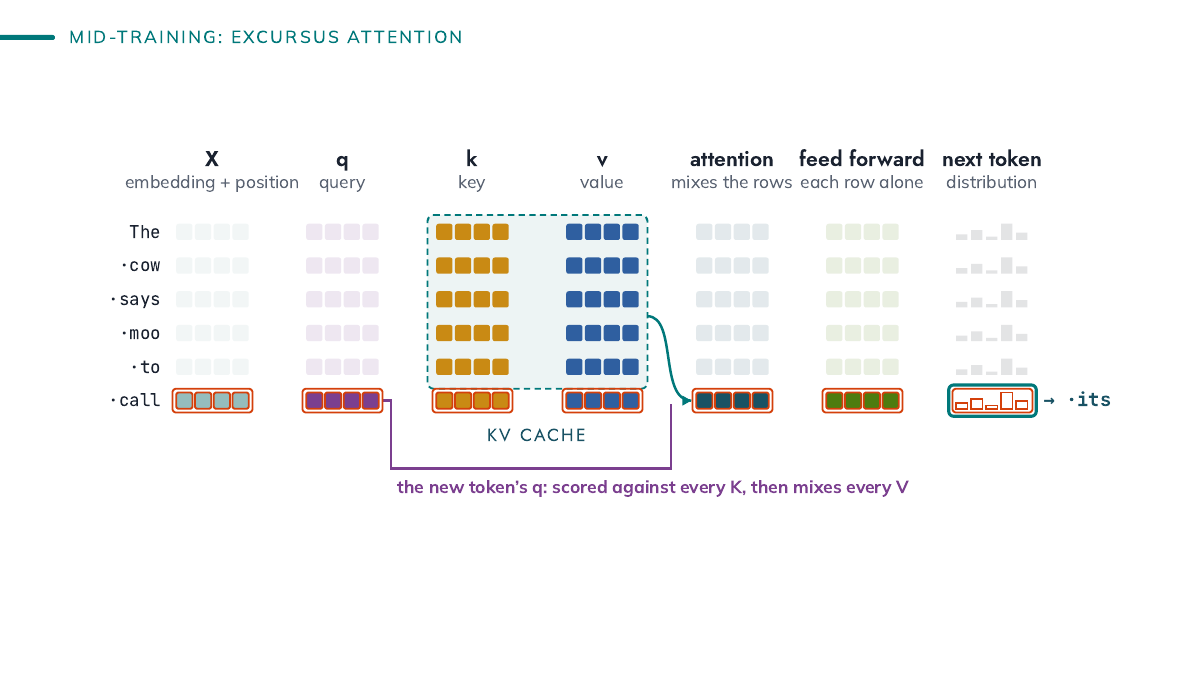 MID-TRAINING: EXCURSUS ATTENTION
X q k v attention feed forward next token
embedding + position query key value mixes the rows each row alone distribution
The
·cow
·says
·moo
·to
·call → ·its
KV CACHE
the new token’s q: scored against every K, then mixes every V